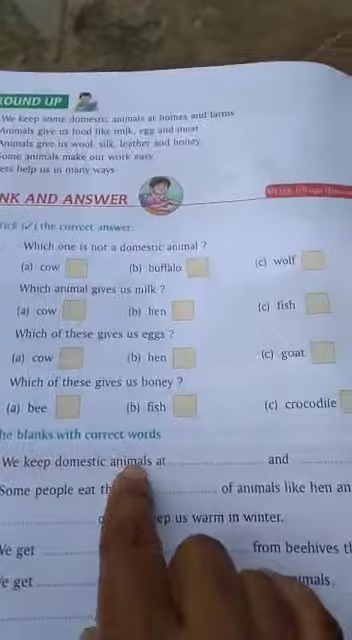 ROUND UP
We keep some domestic animals at homes and farms
Animals give us food like milk, egg and meat
Animals give us wool, silk, leather and honey
Some animals make our work easy
ets help us in many ways
NK AND ANSWER
Tick (✓) the correct answer
Which one is not a domestic animal ?
(a) cow (b) buffalo (c) wolf
Which animal gives us milk ?
(a) cow (b) hen (c) fish
Which of these gives us eggs ?
(a) cow (b) hen (c) goat
Which of these gives us honey ?
(a) bee (b) fish (c) crocodile
he blanks with correct words
We keep domestic animals at ........ and ........
Some people eat th ........ of animals like hen an
........ ep us warm in winter.
We get ........ from beehives t
e get ........ imals.